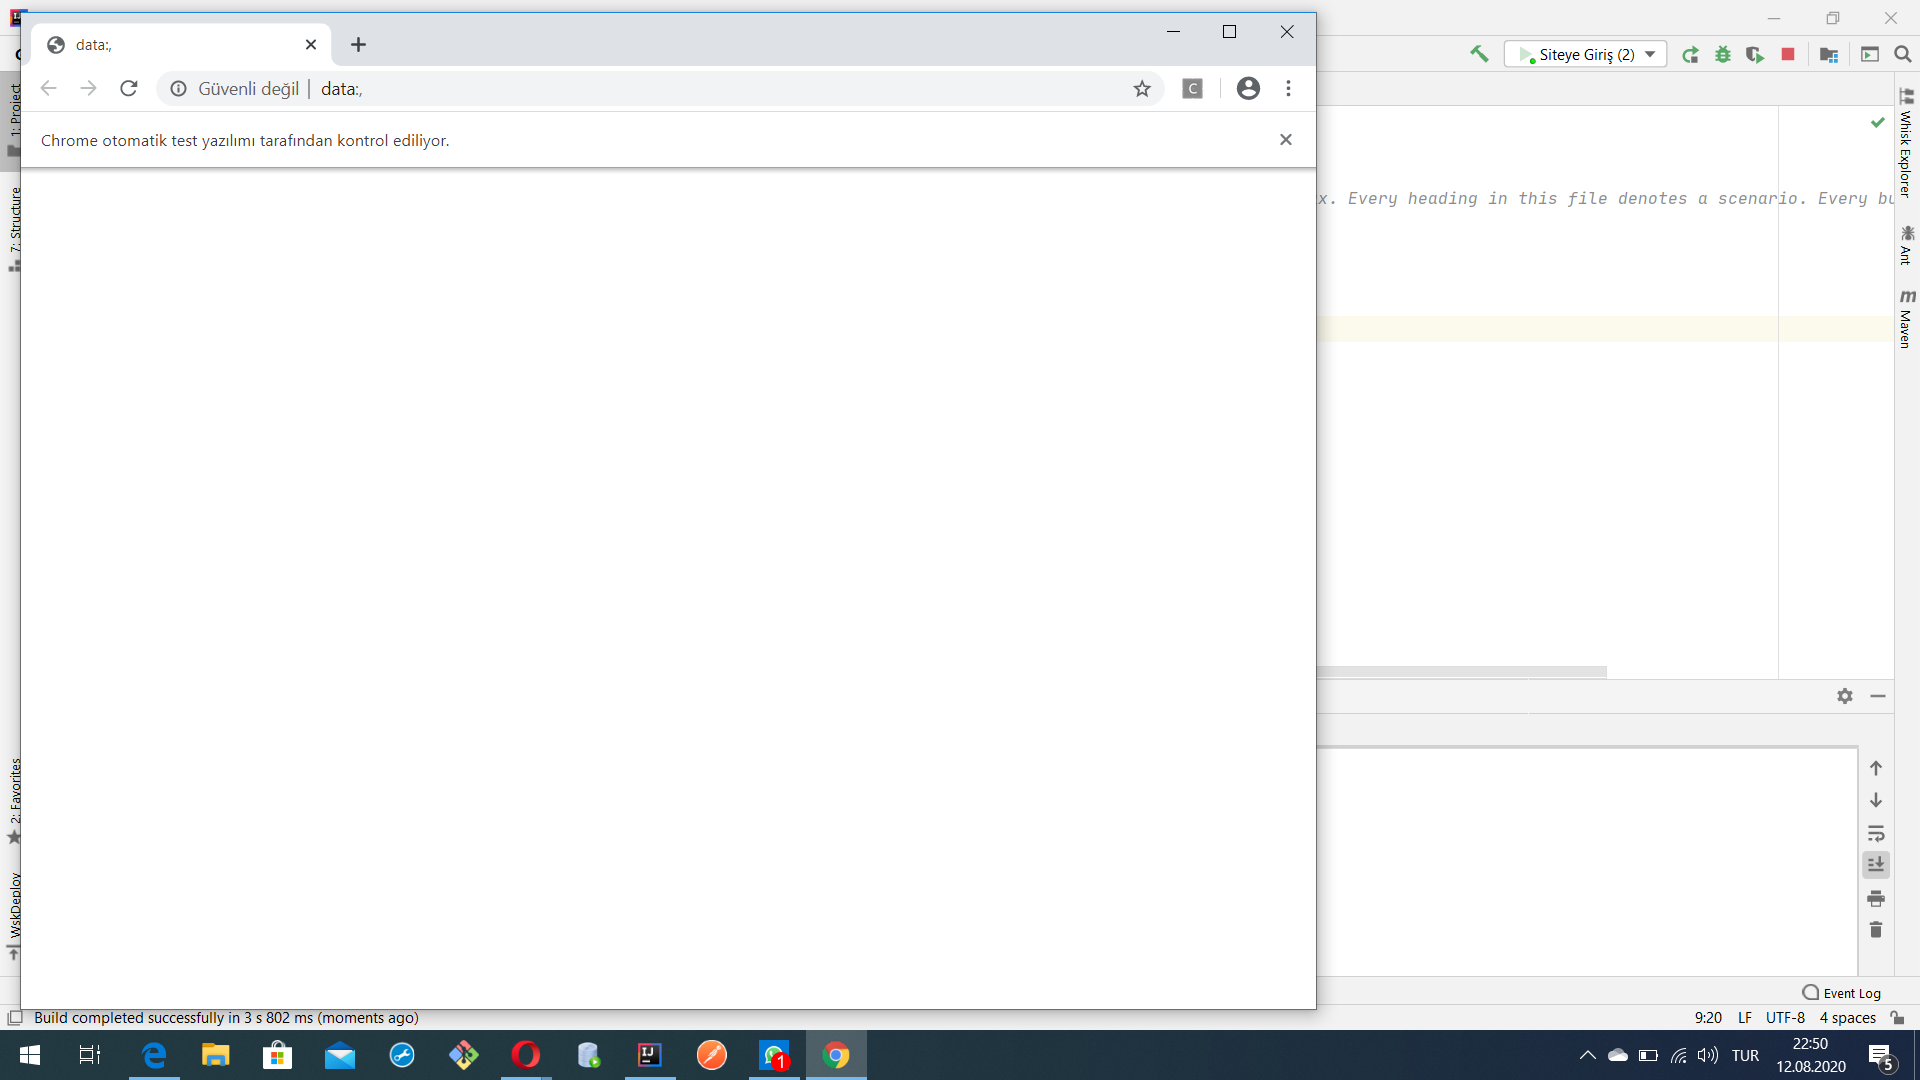 data:,
Güvenli değil
data:,
C
Chrome otomatik test yazılımı tarafından kontrol ediliyor.
Siteye Giriş (2)
x. Every heading in this file denotes a scenario. Every bu
1: Project
7: Structure
2: Favorites
WskDeploy
Whisk Explorer
Ant
m
Maven
Event Log
Build completed successfully in 3 s 802 ms (moments ago)
9:20 LF UTF-8 4 spaces
IJ
1
TUR
22:50
12.08.2020
5